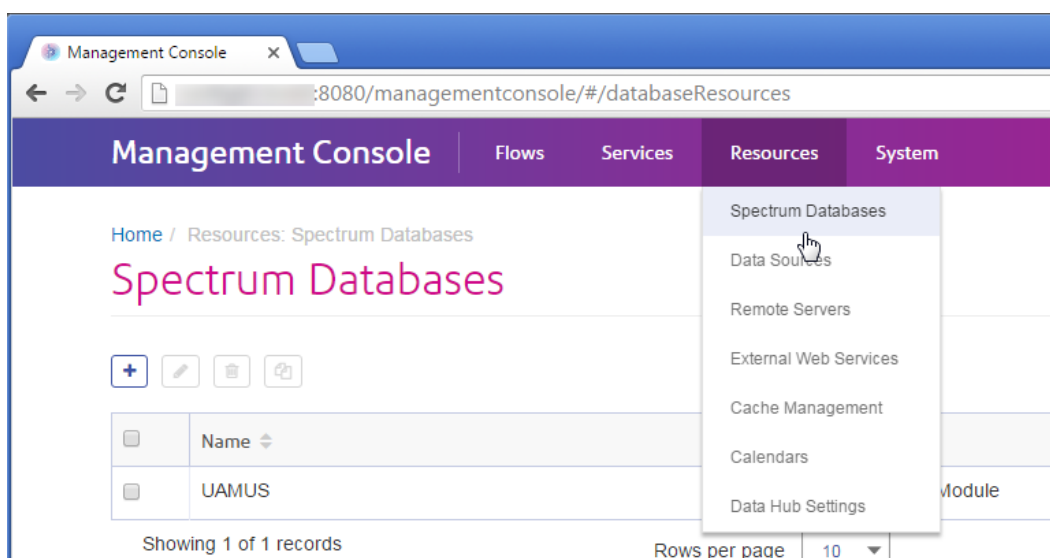 Management Console
:8080/managementconsole/#/databaseResources
Management Console Flows Services Resources System
Spectrum Databases
Home / Resources: Spectrum Databases
Data Sources
Spectrum Databases
Remote Servers
External Web Services
Cache Management
Name
Calendars
UAMUS Module
Data Hub Settings
Showing 1 of 1 records Rows per page 10